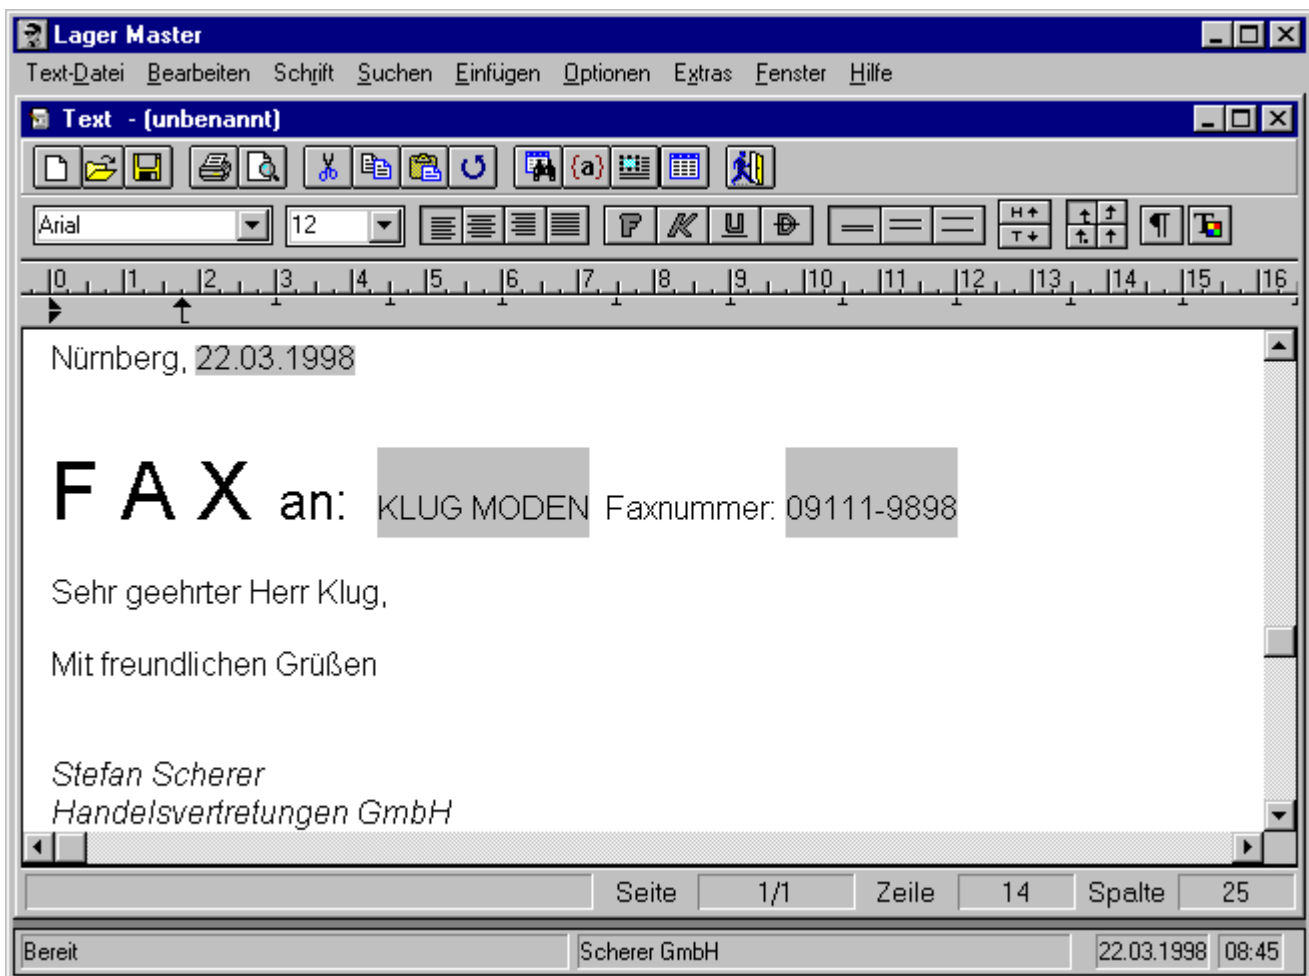 Lager Master
Text-Datei Bearbeiten Schrift Suchen Einfügen Optionen Extras Fenster Hilfe
Text - (unbenannt)
{a}
Arial 12 F K U D H T ¶ T
0 1 2 3 4 5 6 7 8 9 10 11 12 13 14 15 16
Nürnberg, 22.03.1998
F A X an: KLUG MODEN Faxnummer: 09111-9898
Sehr geehrter Herr Klug,
Mit freundlichen Grüßen
Stefan Scherer
Handelsvertretungen GmbH
Seite 1/1 Zeile 14 Spalte 25
Bereit Scherer GmbH 22.03.1998 08:45